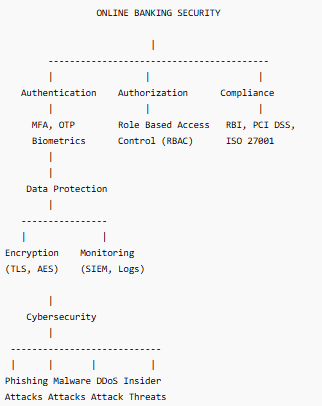 ONLINE BANKING SECURITY
Authentication Authorization Compliance
MFA, OTP Role Based Access RBI, PCI DSS,
Biometrics Control (RBAC) ISO 27001
Data Protection
Encryption Monitoring
(TLS, AES) (SIEM, Logs)
Cybersecurity
Phishing Malware DDoS Insider
Attacks Attacks Attack Threats